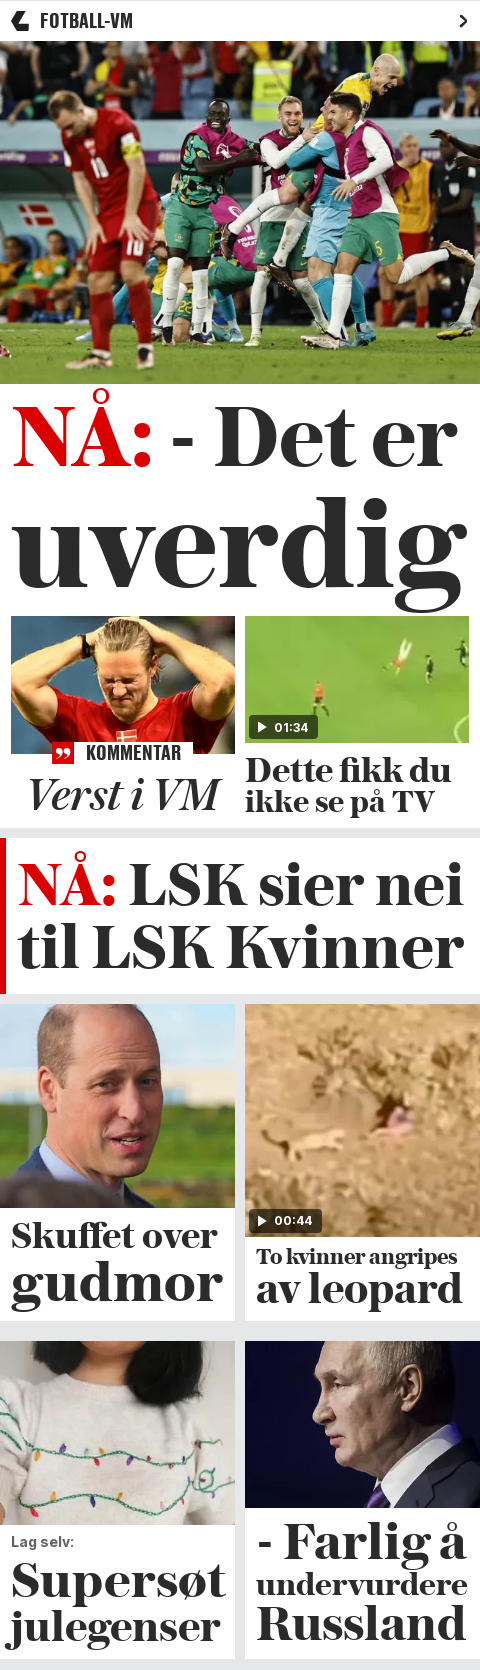 FOTBALL-VM
NÅ: - Det er
uverdig
KOMMENTAR
Verst i VM
01:34
Dette fikk du
ikke se på TV
NÅ: LSK sier nei
til LSK Kvinner
Skuffet over
gudmor
00:44
To kvinner angripes
av leopard
Lag selv:
Supersøt
julegenser
- Farlig å
undervurdere
Russland